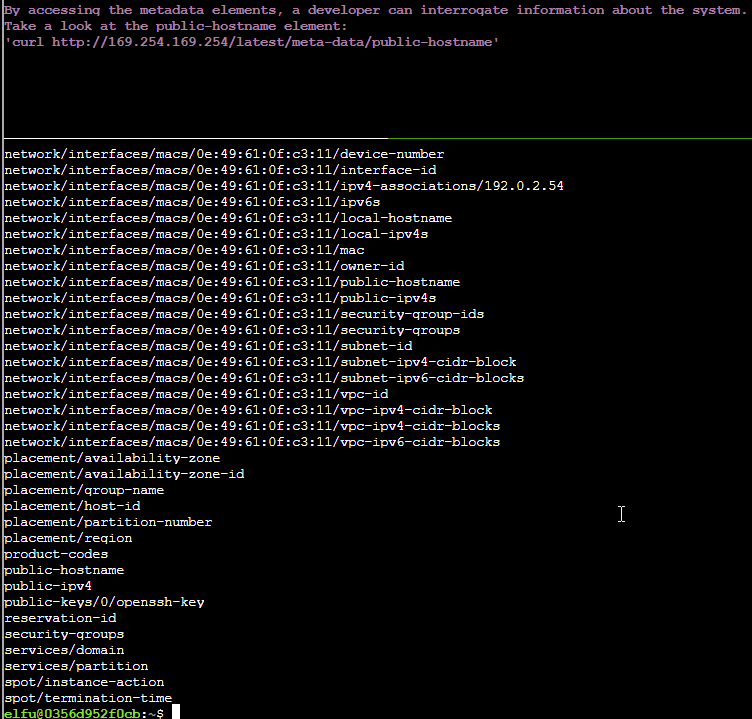 By accessing the metadata elements, a developer can interrogate information about the system.
Take a look at the public-hostname element:
'curl http://169.254.169.254/latest/meta-data/public-hostname'
network/interfaces/macs/0e:49:61:0f:c3:11/device-number
network/interfaces/macs/0e:49:61:0f:c3:11/interface-id
network/interfaces/macs/0e:49:61:0f:c3:11/ipv4-associations/192.0.2.54
network/interfaces/macs/0e:49:61:0f:c3:11/ipv6s
network/interfaces/macs/0e:49:61:0f:c3:11/local-hostname
network/interfaces/macs/0e:49:61:0f:c3:11/local-ipv4s
network/interfaces/macs/0e:49:61:0f:c3:11/mac
network/interfaces/macs/0e:49:61:0f:c3:11/owner-id
network/interfaces/macs/0e:49:61:0f:c3:11/public-hostname
network/interfaces/macs/0e:49:61:0f:c3:11/public-ipv4s
network/interfaces/macs/0e:49:61:0f:c3:11/security-group-ids
network/interfaces/macs/0e:49:61:0f:c3:11/security-groups
network/interfaces/macs/0e:49:61:0f:c3:11/subnet-id
network/interfaces/macs/0e:49:61:0f:c3:11/subnet-ipv4-cidr-block
network/interfaces/macs/0e:49:61:0f:c3:11/subnet-ipv6-cidr-blocks
network/interfaces/macs/0e:49:61:0f:c3:11/vpc-id
network/interfaces/macs/0e:49:61:0f:c3:11/vpc-ipv4-cidr-block
network/interfaces/macs/0e:49:61:0f:c3:11/vpc-ipv4-cidr-blocks
network/interfaces/macs/0e:49:61:0f:c3:11/vpc-ipv6-cidr-blocks
placement/availability-zone
placement/availability-zone-id
placement/group-name
placement/host-id
placement/partition-number
placement/region
product-codes
public-hostname
public-ipv4
public-keys/0/openssh-key
reservation-id
security-groups
services/domain
services/partition
spot/instance-action
spot/termination-time
elfu@0356d952f0cb:~$